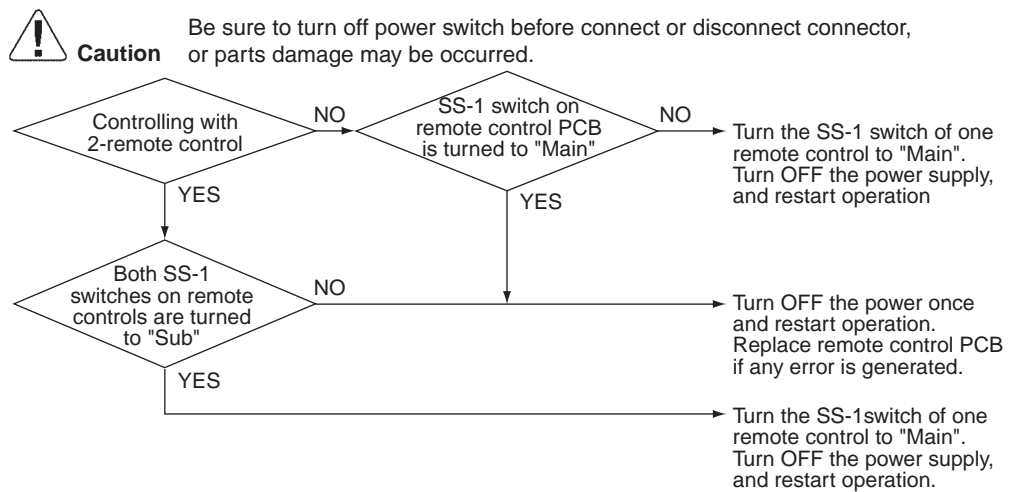 Be sure to turn off power switch before connect or disconnect connector,
Caution or parts damage may be occurred.
Controlling with
2-remote control
NO
SS-1 switch on
remote control PCB
is turned to "Main"
NO
Turn the SS-1 switch of one
remote control to "Main".
Turn OFF the power supply,
and restart operation
YES
YES
Both SS-1
switches on remote
controls are turned
to "Sub"
NO
Turn OFF the power once
and restart operation.
Replace remote control PCB
if any error is generated.
YES
Turn the SS-1switch of one
remote control to "Main".
Turn OFF the power supply,
and restart operation.